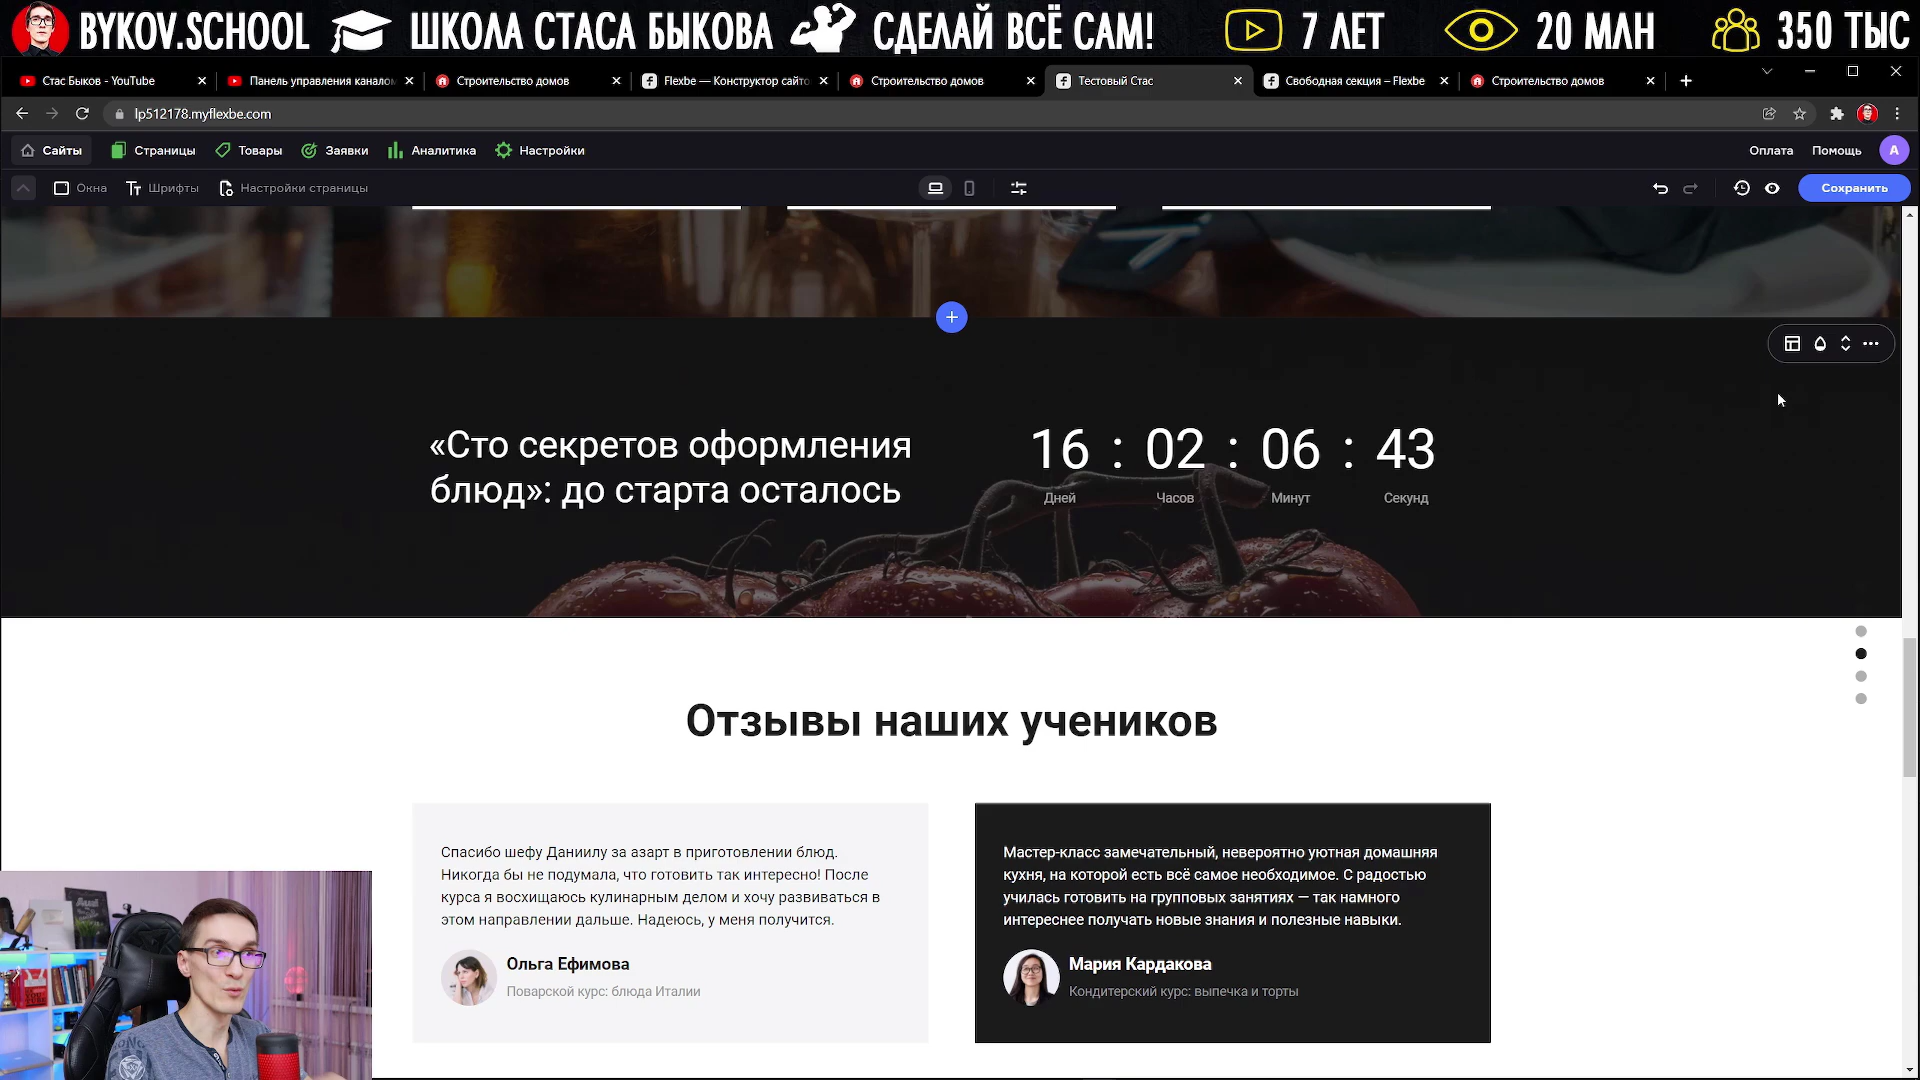 BYKOV.SCHOOL ШКОЛА СТАСА БЫКОВА СДЕЛАЙ ВСЁ САМ! 7 ЛЕТ 20 МЛН 350 ТЫС
Стас Быков - YouTube
Панель управления канало
Строительство домов
Flexbe — Конструктор сайто
Строительство домов
Тестовый Стас
Свободная секция – Flexbe
Строительство домов
lp512178.myflexbe.com
Сайты Страницы Товары Заявки Аналитика Настройки Оплата Помощь A
Окна Шрифты Настройки страницы Сохранить
«Сто секретов оформления
блюд»: до старта осталось
16 : 02 : 06 : 43
Дней Часов Минут Секунд
Отзывы наших учеников
Спасибо шефу Даниилу за азарт в приготовлении блюд.
Никогда бы не подумала, что готовить так интересно! После
курса я восхищаюсь кулинарным делом и хочу развиваться в
этом направлении дальше. Надеюсь, у меня получится.
Ольга Ефимова
Поварской курс: блюда Италии
Мастер-класс замечательный, невероятно уютная домашняя
кухня, на которой есть всё самое необходимое. С радостью
училась готовить на групповых занятиях — так намного
интереснее получать новые знания и полезные навыки.
Мария Кардакова
Кондитерский курс: выпечка и торты